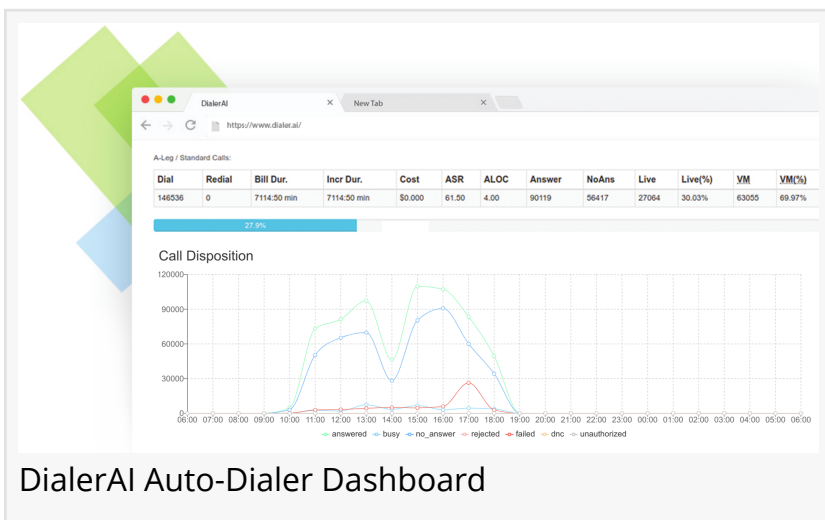 DialerAI New Tab
https://www.dialer.ai/
A-Leg / Standard Calls:
Dial Redial Bill Dur. Incr Dur. Cost ASR ALOC Answer NoAns Live Live(%) VM VM(%)
146536 0 7114:50 min 7114:50 min $0.000 61.50 4.00 90119 56417 27064 30.03% 63055 69.97%
27.9%
Call Disposition
120000
90000
60000
30000
0
06:00 07:00 08:00 09:00 10:00 11:00 12:00 13:00 14:00 15:00 16:00 17:00 18:00 19:00 20:00 21:00 22:00 23:00 00:00 01:00 02:00 03:00 04:00 05:00 06:00
answered busy no_answer rejected failed dnc unauthorized
DialerAI Auto-Dialer Dashboard